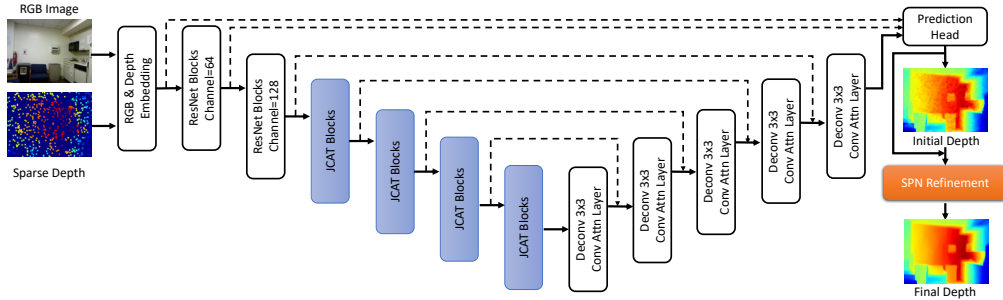 RGB Image
Sparse Depth
RGB & Depth
Embedding
ResNet Blocks
Channel=64
ResNet Blocks
Channel=128
JCAT Blocks
JCAT Blocks
JCAT Blocks
JCAT Blocks
Deconv 3x3
Conv Attn Layer
Deconv 3x3
Conv Attn Layer
Deconv 3x3
Conv Attn Layer
Deconv 3x3
Conv Attn Layer
Deconv 3x3
Conv Attn Layer
Prediction
Head
Initial Depth
SPN Refinement
Final Depth